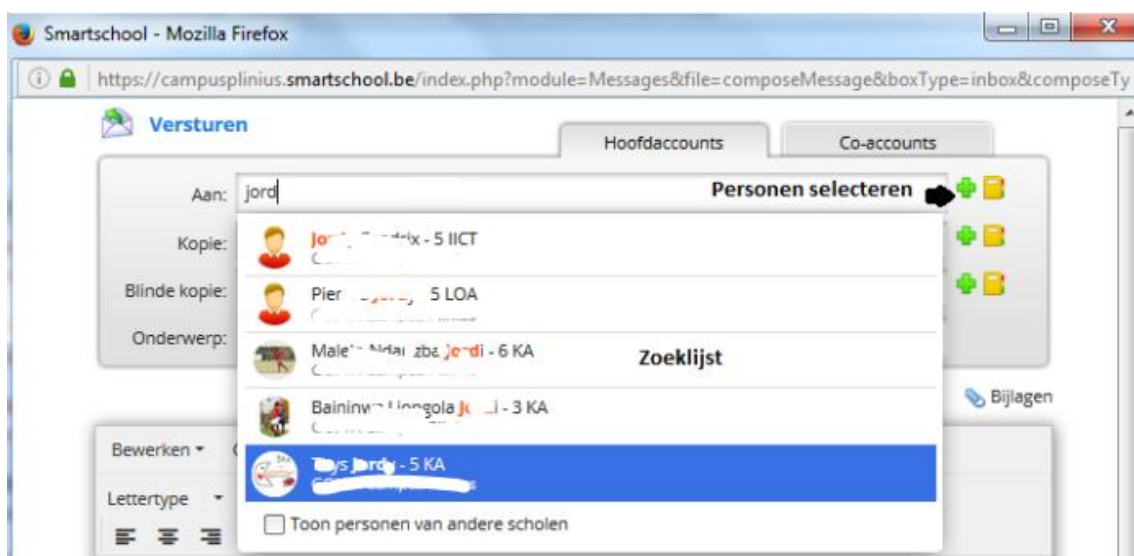 Smartschool - Mozilla Firefox
https://campusplinius.smartschool.be/index.php?module=Messages&file=composeMessage&boxType=inbox&composeTy
Versturen
Hoofdaccounts Co-accounts
Aan: jord Personen selecteren
Kopie: - 5 IICT
Blinde kopie: Pier 5 LOA
Onderwerp: - 6 KA Zoeklijst
- 3 KA Bijlagen
Bewerken
- 5 KA
Lettertype
Toon personen van andere scholen